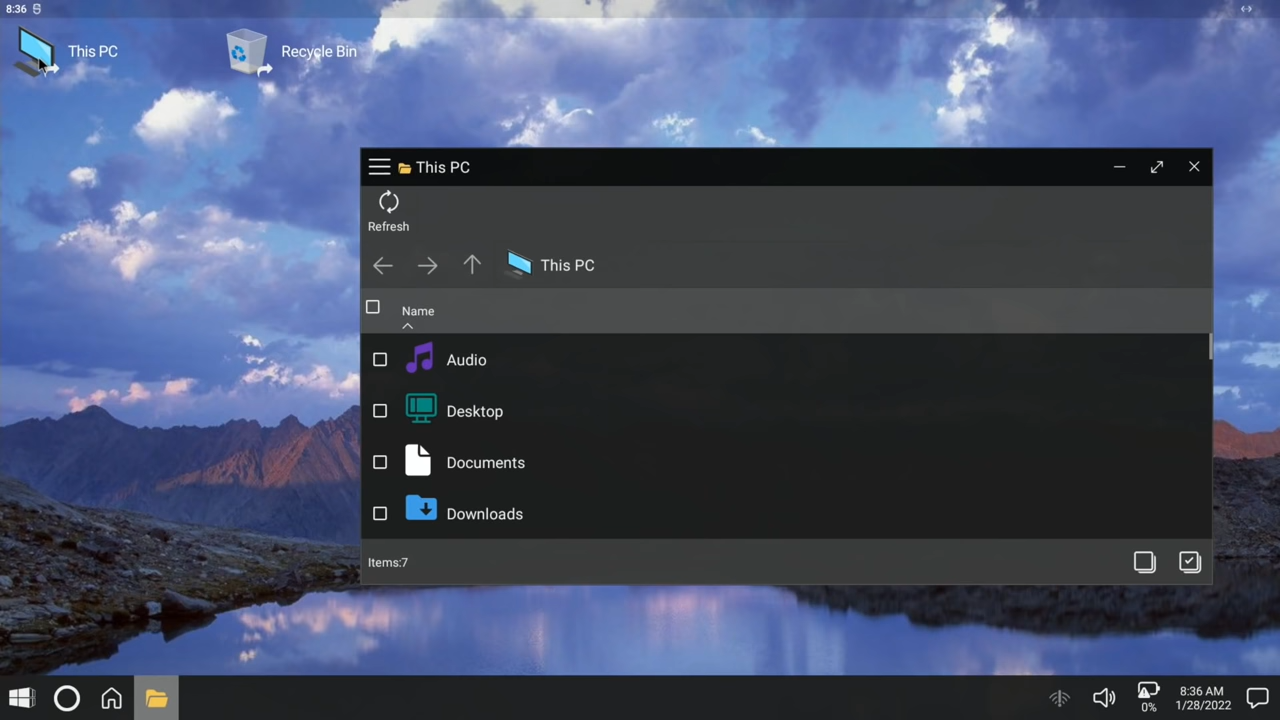 8:36
This PC
Recycle Bin
This PC
Refresh
This PC
Name
Audio
Desktop
Documents
Downloads
Items:7
0%
8:36 AM
1/28/2022